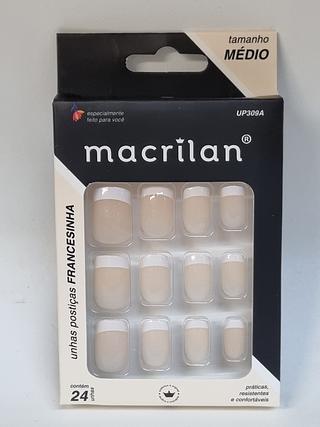 tamanho
MÉDIO
especialmente
feito para você
UP309A
macrilan®
unhas postiças FRANCESINHA
contém
24 unhas
práticas,
resistentes
e confortáveis